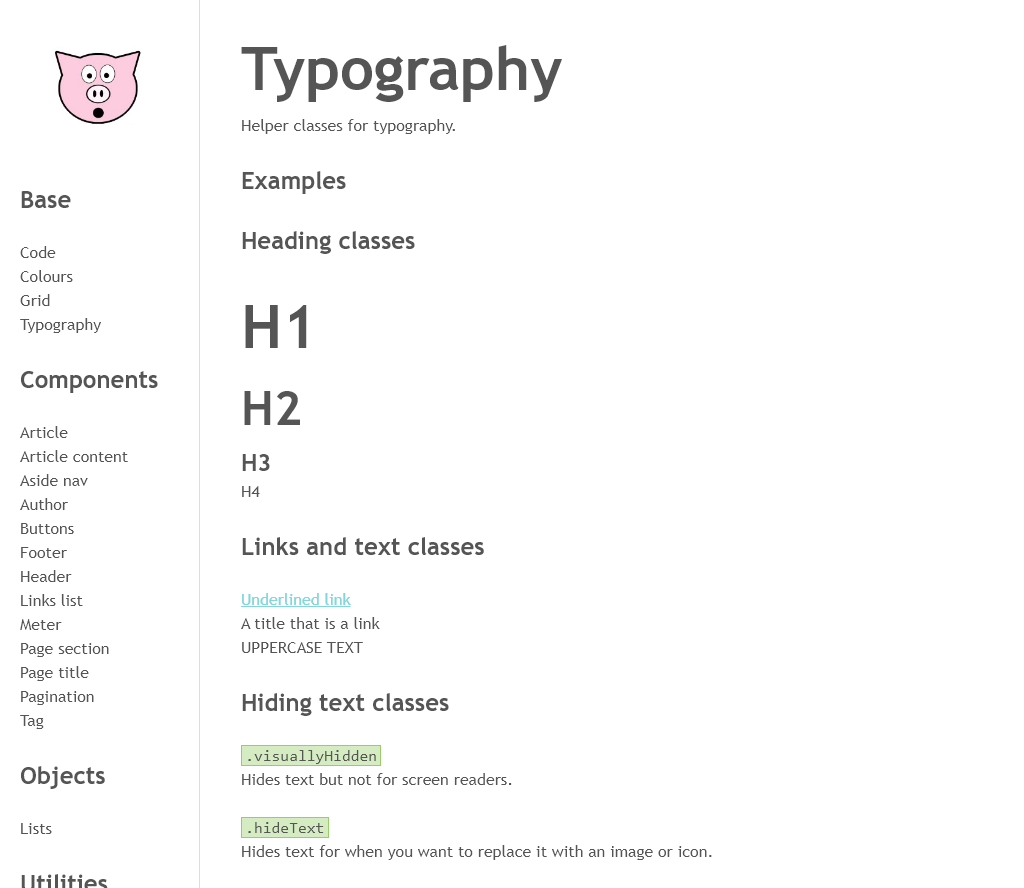 Base
Code
Colours
Grid
Typography
Components
Article
Article content
Aside nav
Author
Buttons
Footer
Header
Links list
Meter
Page section
Page title
Pagination
Tag
Objects
Lists
Utilities
Typography
Helper classes for typography.
Examples
Heading classes
H1
H2
H3
H4
Links and text classes
Underlined link
A title that is a link
UPPERCASE TEXT
Hiding text classes
.visuallyHidden
Hides text but not for screen readers.
.hideText
Hides text for when you want to replace it with an image or icon.